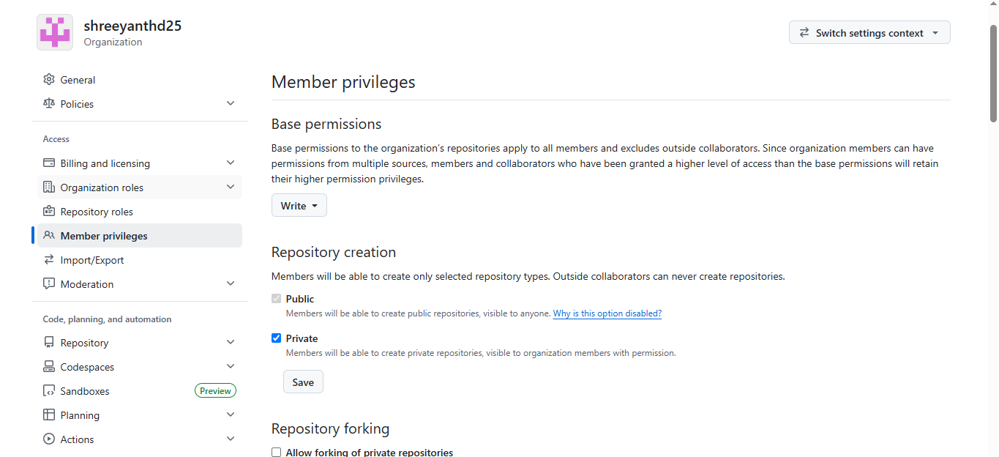 shreeyanthd25
Organization
Switch settings context
General
Policies
Access
Billing and licensing
Organization roles
Repository roles
Member privileges
Import/Export
Moderation
Code, planning, and automation
Repository
Codespaces
Sandboxes
Preview
Planning
Actions
Member privileges
Base permissions
Base permissions to the organization's repositories apply to all members and excludes outside collaborators. Since organization members can have
permissions from multiple sources, members and collaborators who have been granted a higher level of access than the base permissions will retain
their higher permission privileges.
Write
Repository creation
Members will be able to create only selected repository types. Outside collaborators can never create repositories.
Public
Members will be able to create public repositories, visible to anyone. Why is this option disabled?
Private
Members will be able to create private repositories, visible to organization members with permission.
Save
Repository forking
Allow forking of private repositories